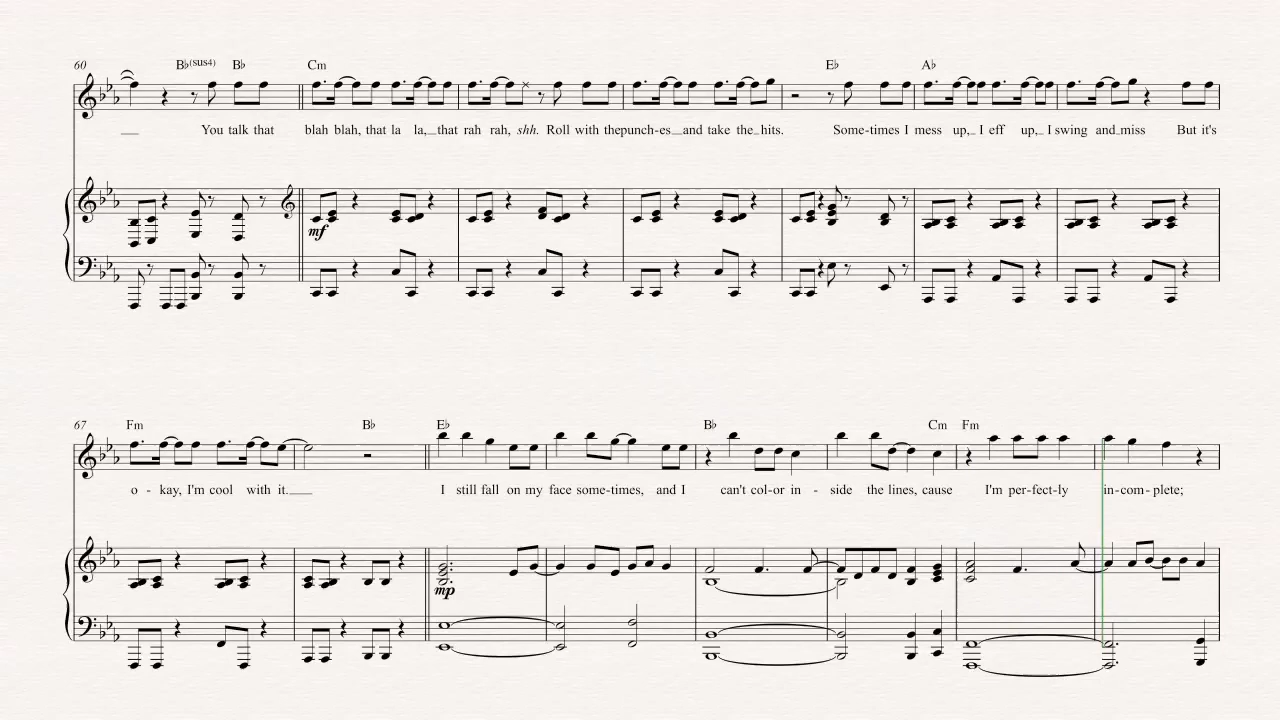 60 B♭(sus4) B♭ Cm E♭ A♭
You talk that blah blah, that la la, that rah rah, shh. Roll with the punch-es and take the hits. Some-times I mess up, I eff up, I swing and miss But it's
mf
67 Fm B♭ E♭ B♭ Cm Fm
o - kay, I'm cool with it. I still fall on my face some-times, and I can't col-or in - side the lines, cause I'm per-fect-ly in-com-plete;
mp